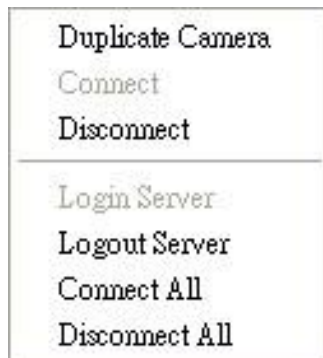 Duplicate Camera
Connect
Disconnect
Login Server
Logout Server
Connect All
Disconnect All